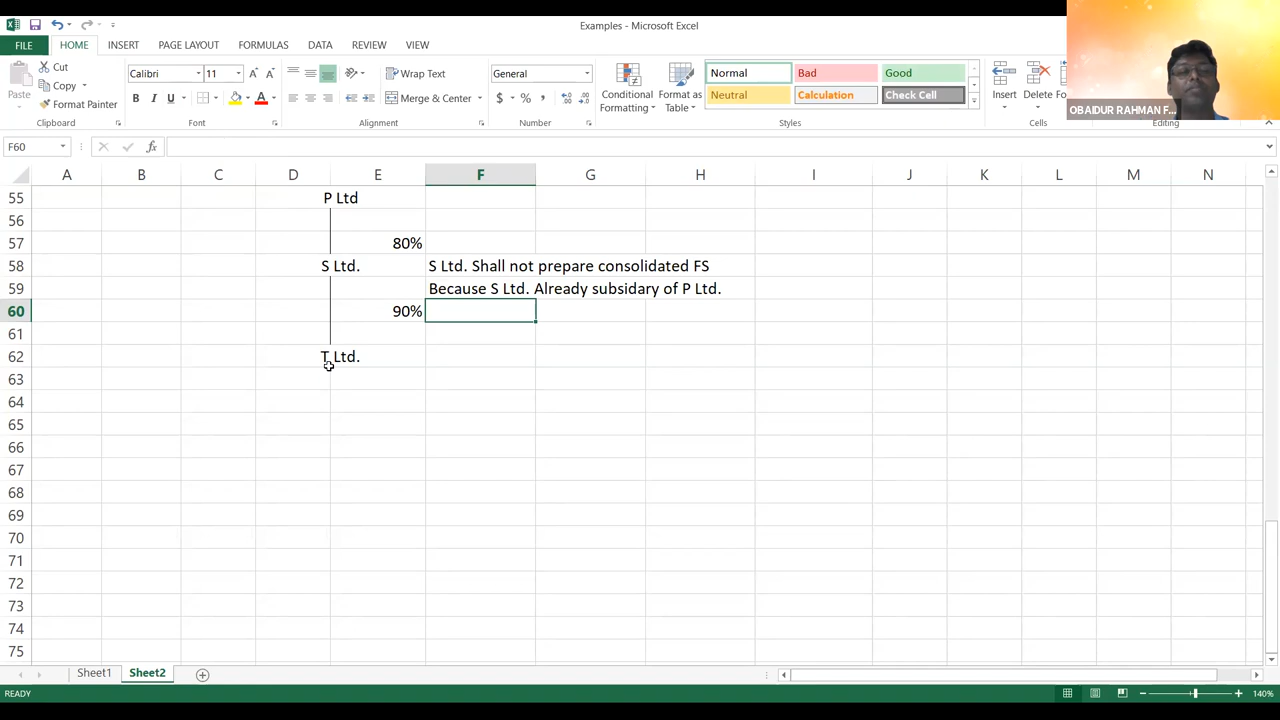 Examples - Microsoft Excel
FILE HOME INSERT PAGE LAYOUT FORMULAS DATA REVIEW VIEW
Cut
Copy
Format Painter
Paste
Clipboard
Calibri 11
B I U
Font
Wrap Text
Merge & Center
Alignment
General
$ % ,
Number
Conditional Formatting
Format as Table
Normal Bad Good
Neutral Calculation Check Cell
Styles
Insert Delete Fo
Cells
Editing
OBAIDUR RAHMAN F...
F60 fx
A B C D E F G H I J K L M N
55 P Ltd
56
57 80%
58 S Ltd. S Ltd. Shall not prepare consolidated FS
59 Because S Ltd. Already subsidary of P Ltd.
60 90%
61
62 T Ltd.
63
64
65
66
67
68
69
70
71
72
73
74
75
Sheet1 Sheet2
READY 140%